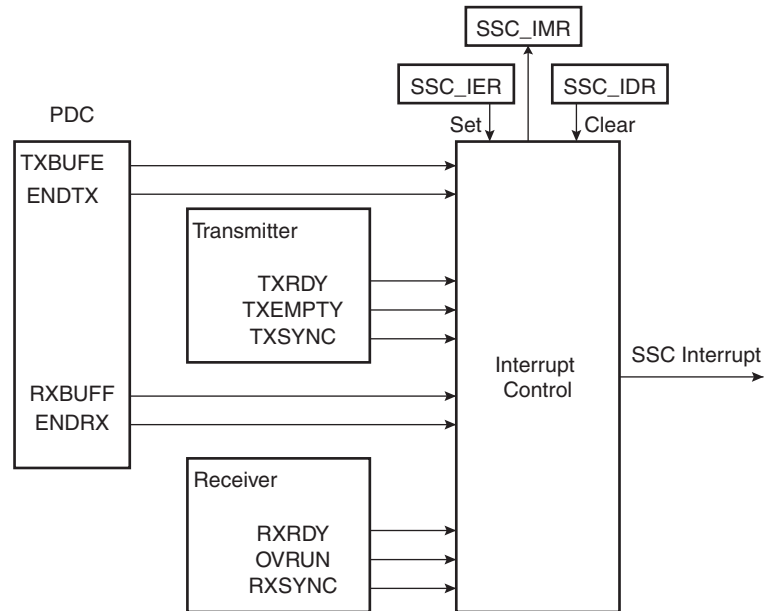 SSC_IMR
SSC_IER
SSC_IDR
Set
Clear
PDC
TXBUFE
ENDTX
Transmitter
TXRDY
TXEMPTY
TXSYNC
RXBUFF
ENDRX
Receiver
RXRDY
OVRUN
RXSYNC
Interrupt
Control
SSC Interrupt